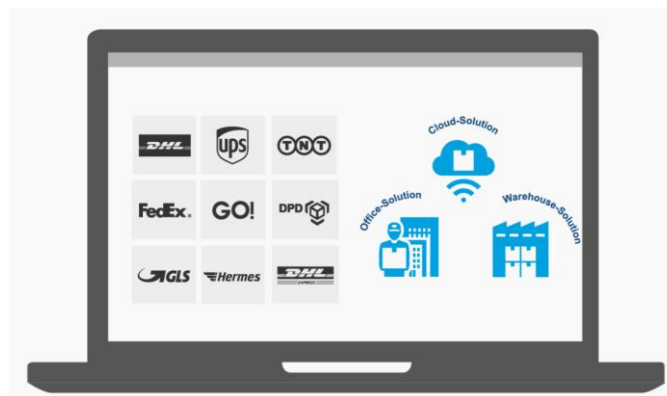 DHL
UPS
TNT
FedEx®
GO!
DPD
GLS
Hermes
DHL
Cloud-Solution
Office-Solution
Warehouse-Solution